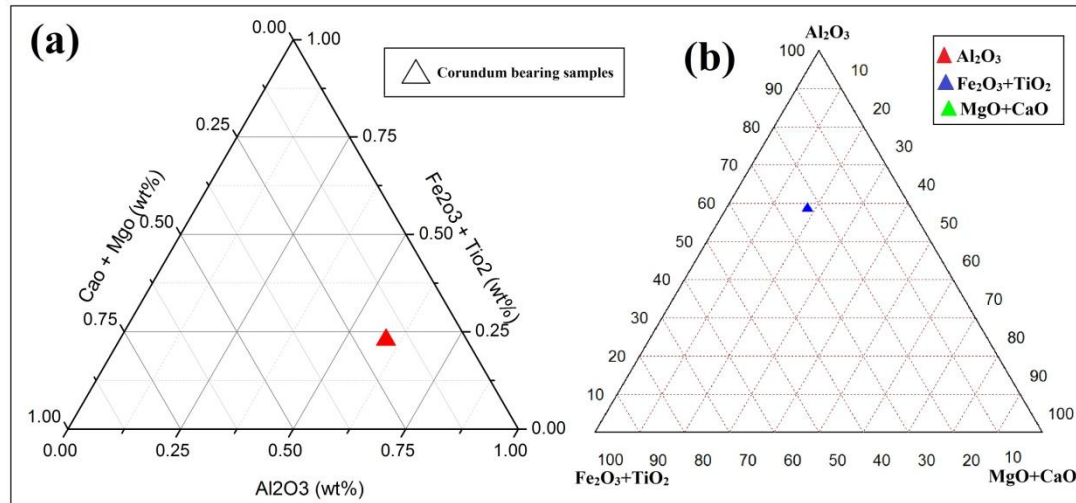 (a)
0.00
1.00
Corundum bearing samples
0.25
0.75
Cao + Mgo (wt%)
Fe2o3 + Tio2 (wt%)
0.50
0.50
0.75
0.25
1.00
0.00
0.00 0.25 0.50 0.75 1.00
Al2O3 (wt%)
(b)
Al₂O₃
Al₂O₃
Fe₂O₃+TiO₂
MgO+CaO
100 10
90 20
80 30
70 40
60 50
50 60
40 70
30 80
20 90
10 100
100 90 80 70 60 50 40 30 20 10
Fe₂O₃+TiO₂
MgO+CaO